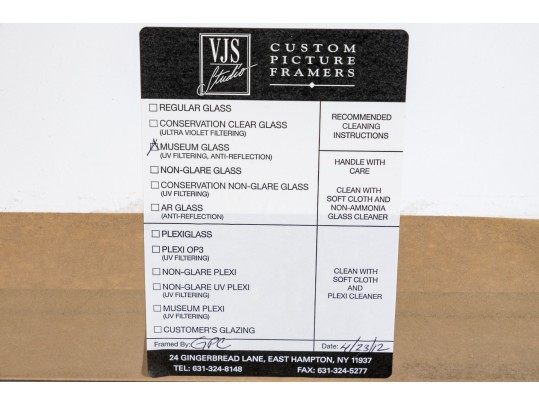 VJS
Studio
CUSTOM
PICTURE
FRAMERS
☐ REGULAR GLASS
☐ CONSERVATION CLEAR GLASS
(ULTRA VIOLET FILTERING)
☒ MUSEUM GLASS
(UV FILTERING, ANTI-REFLECTION)
☐ NON-GLARE GLASS
☐ CONSERVATION NON-GLARE GLASS
(UV FILTERING)
☐ AR GLASS
(ANTI-REFLECTION)
RECOMMENDED
CLEANING
INSTRUCTIONS
HANDLE WITH
CARE
CLEAN WITH
SOFT CLOTH AND
NON-AMMONIA
GLASS CLEANER
☐ PLEXIGLASS
☐ PLEXI OP3
(UV FILTERING)
☐ NON-GLARE PLEXI
☐ NON-GLARE UV PLEXI
(UV FILTERING)
☐ MUSEUM PLEXI
(UV FILTERING)
☐ CUSTOMER'S GLAZING
CLEAN WITH
SOFT CLOTH
AND
PLEXI CLEANER
Framed By: GPC Date: 4/23/12
24 GINGERBREAD LANE, EAST HAMPTON, NY 11937
TEL: 631-324-8148 FAX: 631-324-5277